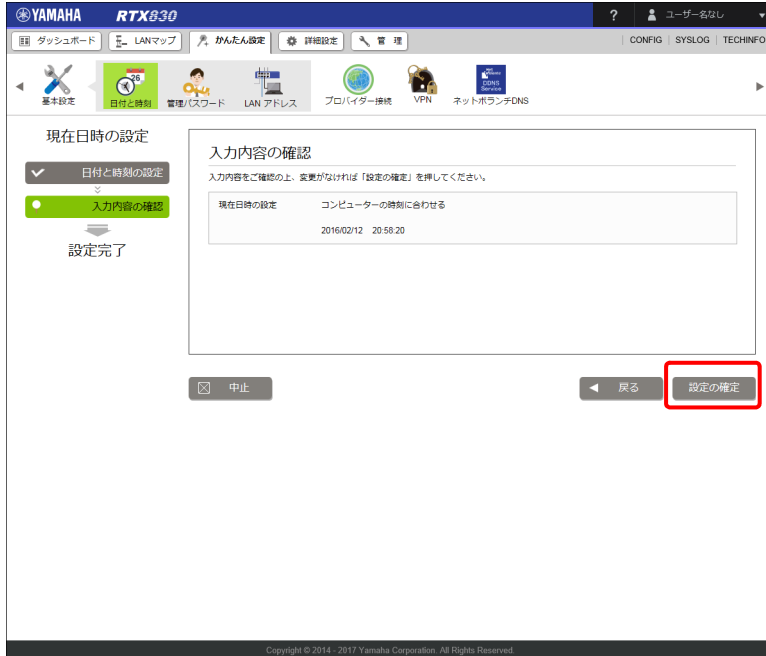 YAMAHA RTX830 ? ユーザー名なし
ダッシュボード LANマップ かんたん設定 詳細設定 管 理 CONFIG SYSLOG TECHINFO
26
NetVolante
DDNS
Service
基本設定 日付と時刻 管理パスワード LAN アドレス プロバイダー接続 VPN ネットボランチDNS
現在日時の設定
日付と時刻の設定
入力内容の確認
設定完了
入力内容の確認
入力内容をご確認の上、変更がなければ「設定の確定」を押してください。
現在日時の設定 コンピューターの時刻に合わせる
2016/02/12 20:58:20
中止 戻る 設定の確定
Copyright © 2014 - 2017 Yamaha Corporation. All Rights Reserved.